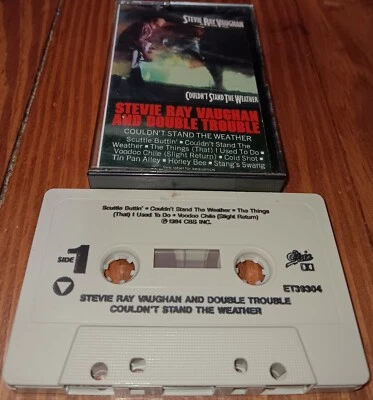 STEVIE RAY VAUGHAN
COULDN'T STAND THE WEATHER
STEVIE RAY VAUGHAN
AND DOUBLE TROUBLE
COULDN'T STAND THE WEATHER
Scuttle Buttin' • Couldn't Stand The
Weather • The Things (That) I Used To Do •
Voodoo Chile (Slight Return) • Cold Shot •
Tin Pan Alley • Honey Bee • Stang's Swang
Scuttle Buttin' • Couldn't Stand The Weather • The Things
(That) I Used To Do • Voodoo Chile (Slight Return)
℗ 1984 CBS INC.
SIDE 1
Epic
ET39304
STEVIE RAY VAUGHAN AND DOUBLE TROUBLE
COULDN'T STAND THE WEATHER